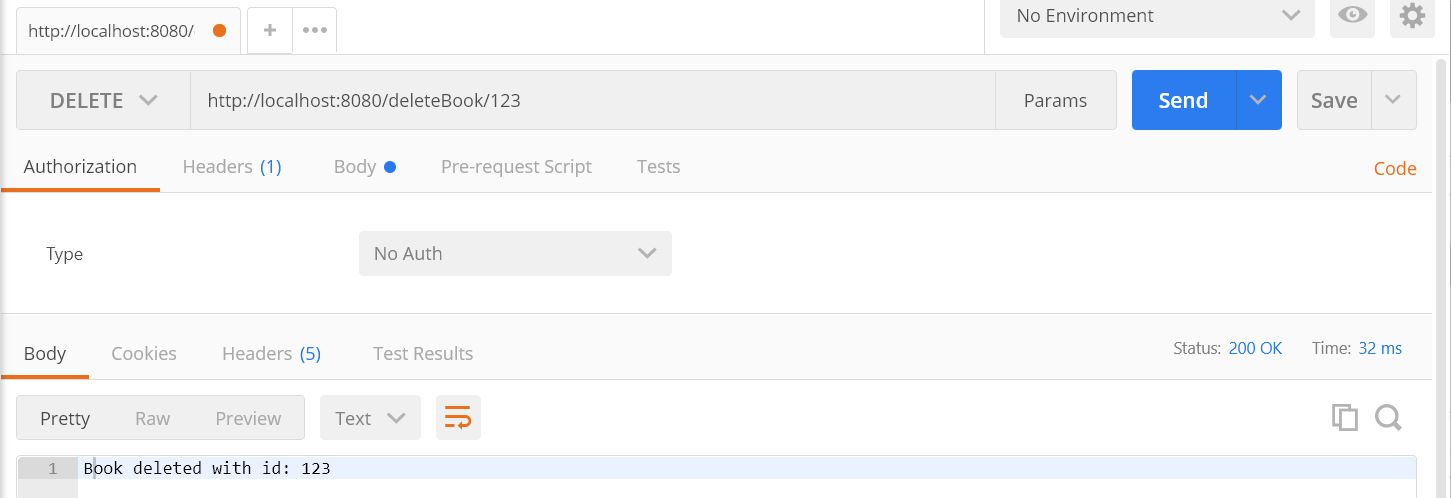 http://localhost:8080/ + ••• No Environment
DELETE http://localhost:8080/deleteBook/123 Params Send Save
Authorization Headers (1) Body Pre-request Script Tests Code
Type No Auth
Body Cookies Headers (5) Test Results Status: 200 OK Time: 32 ms
Pretty Raw Preview Text
1 Book deleted with id: 123